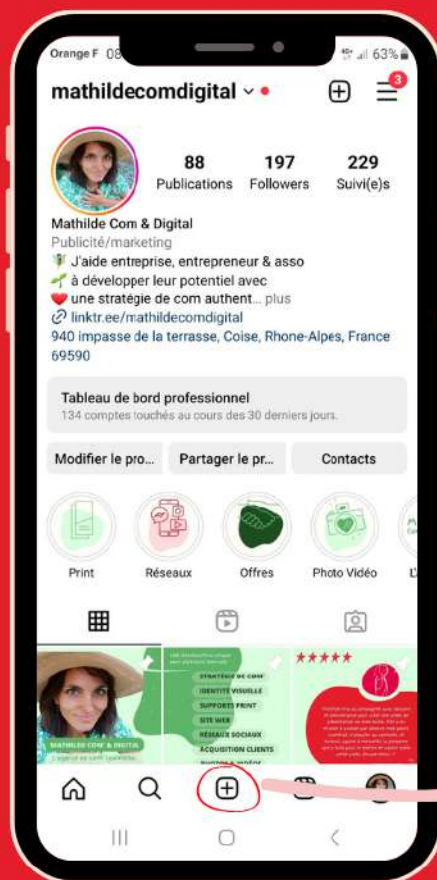 Orange F 08
63%
mathildecomdigital
3
88
197
229
Publications
Followers
Suivi(e)s
Mathilde Com & Digital
Publicité/marketing
J'aide entreprise, entrepreneur & asso
à développer leur potentiel avec
une stratégie de com authent... plus
linktr.ee/mathildecomdigital
940 impasse de la terrasse, Coise, Rhone-Alpes, France
69590
Tableau de bord professionnel
134 comptes touchés au cours des 30 derniers jours.
Modifier le pro...
Partager le pr...
Contacts
Print
Réseaux
Offres
Photo Vidéo
MATHILDE COM' & DIGITAL
STRATÉGIE DE COM'
IDENTITÉ VISUELLE
SUPPORTS PRINT
SITE WEB
RÉSEAUX SOCIAUX
ACQUISITION CLIENTS
PHOTOS & VIDÉOS